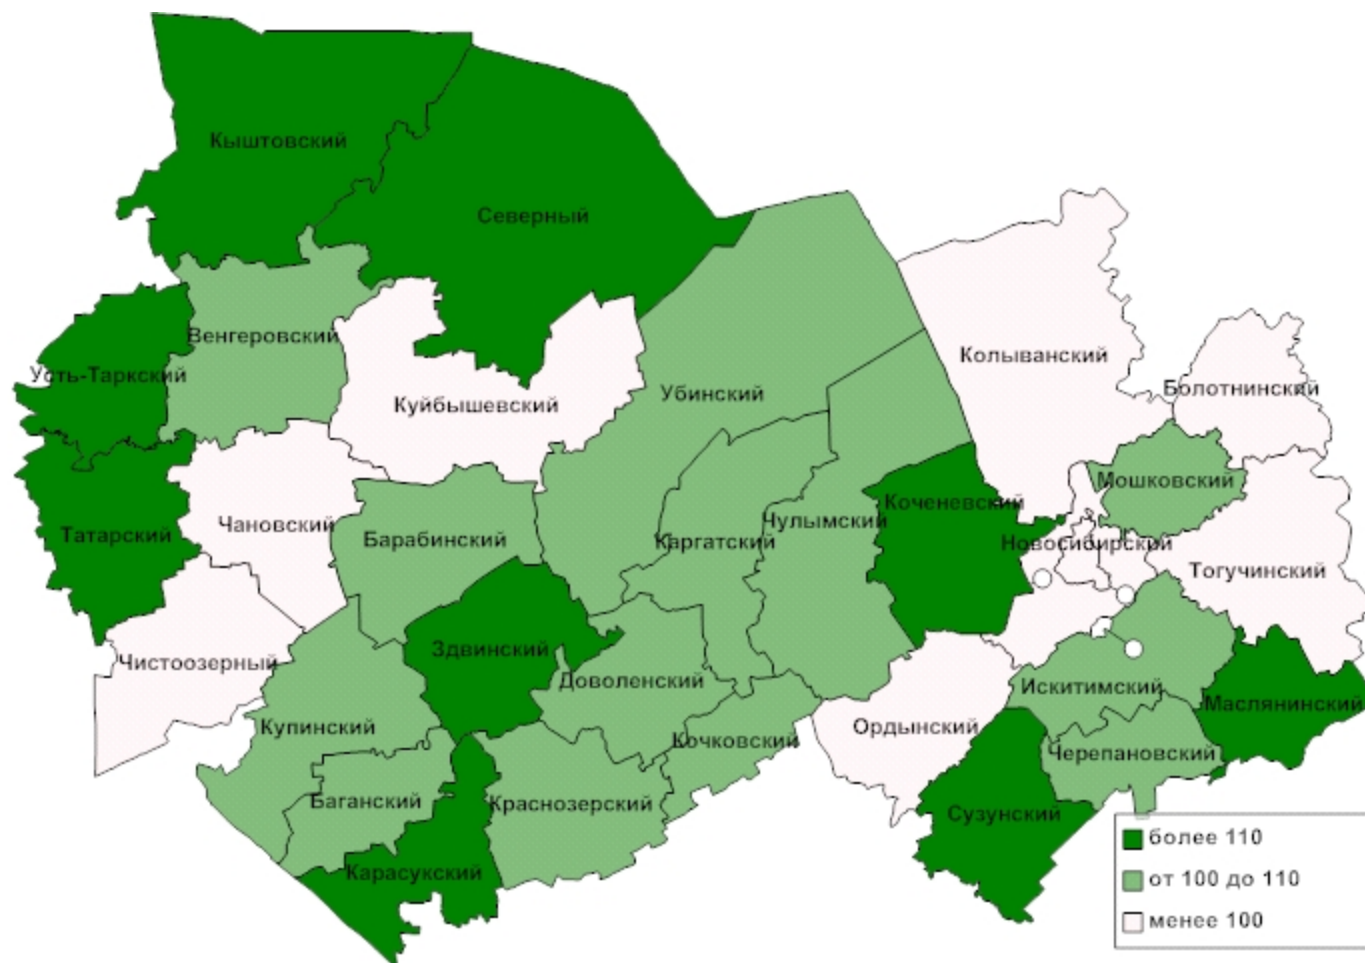 Кыштовский
Северный
Венгеровский
Усть-Таркский
Куйбышевский
Убинский
Колыванский
Болотнинский
Мошковский
Коченевский
Чулымский
Каргатский
Новосибирский
Тогучинский
Татарский
Чановский
Барабинский
Чистоозерный
Здвинский
Доволенский
Искитимский
Маслянинский
Купинский
Кочковский
Ордынский
Черепановский
Баганский
Краснозерский
Сузунский
Карасукский
более 110
от 100 до 110
менее 100